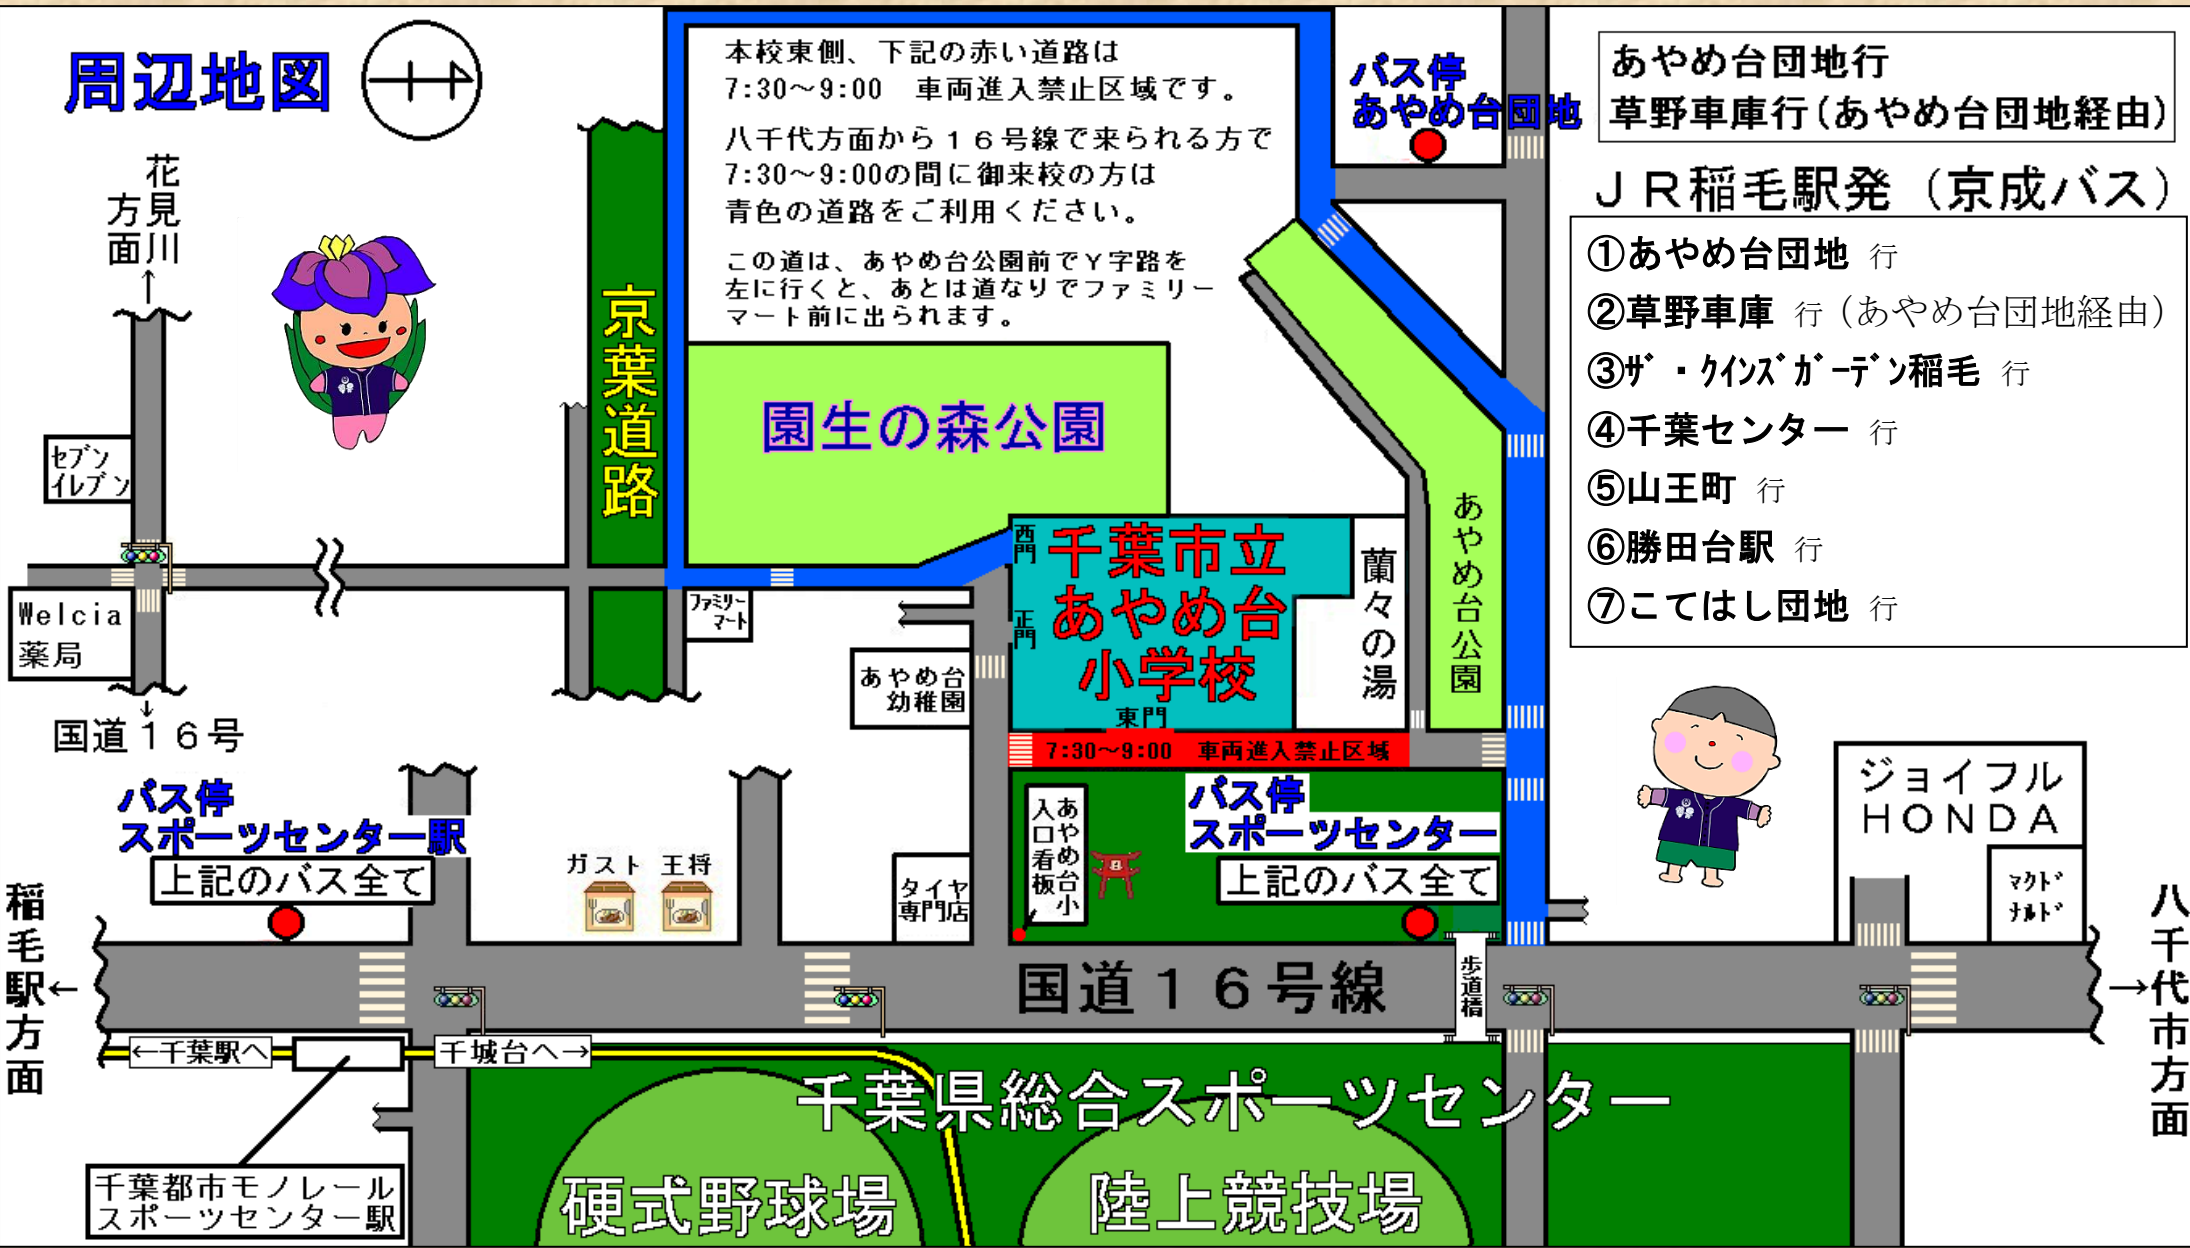 周辺地図
本校東側、下記の赤い道路は
7:30～9:00　車両進入禁止区域です。
八千代方面から１６号線で来られる方で
7:30～9:00の間に御来校の方は
青色の道路をご利用ください。
この道は、あやめ台公園前でＹ字路を
左に行くと、あとは道なりでファミリー
マート前に出られます。
バス停
あやめ台団地
あやめ台団地行
草野車庫行(あやめ台団地経由)
ＪＲ稲毛駅発（京成バス）
①あやめ台団地 行
②草野車庫 行（あやめ台団地経由）
③ｻﾞ・ｸｲﾝｽﾞｶﾞｰﾃﾞﾝ稲毛 行
④千葉センター 行
⑤山王町 行
⑥勝田台駅 行
⑦こてはし団地 行
花見川
方面
↑
京葉道路
園生の森公園
セブン
イレブン
西門
千葉市立
あやめ台
小学校
正門
東門
蘭々の湯
あやめ台公園
Welcia
薬局
ﾌｧﾐﾘｰ
ﾏｰﾄ
あやめ台
幼稚園
↓
国道１６号
7:30～9:00　車両進入禁止区域
バス停
スポーツセンター駅
上記のバス全て
ガスト
王将
タイヤ
専門店
あやめ台小
入口看板
バス停
スポーツセンター
上記のバス全て
ジョイフル
ＨＯＮＤＡ
ﾏｸﾄﾞ
ﾅﾙﾄﾞ
稲毛駅方面
←
国道１６号線
歩道橋
→
八千代市方面
←千葉駅へ
千城台へ→
千葉県総合スポーツセンター
千葉都市モノレール
スポーツセンター駅
硬式野球場
陸上競技場